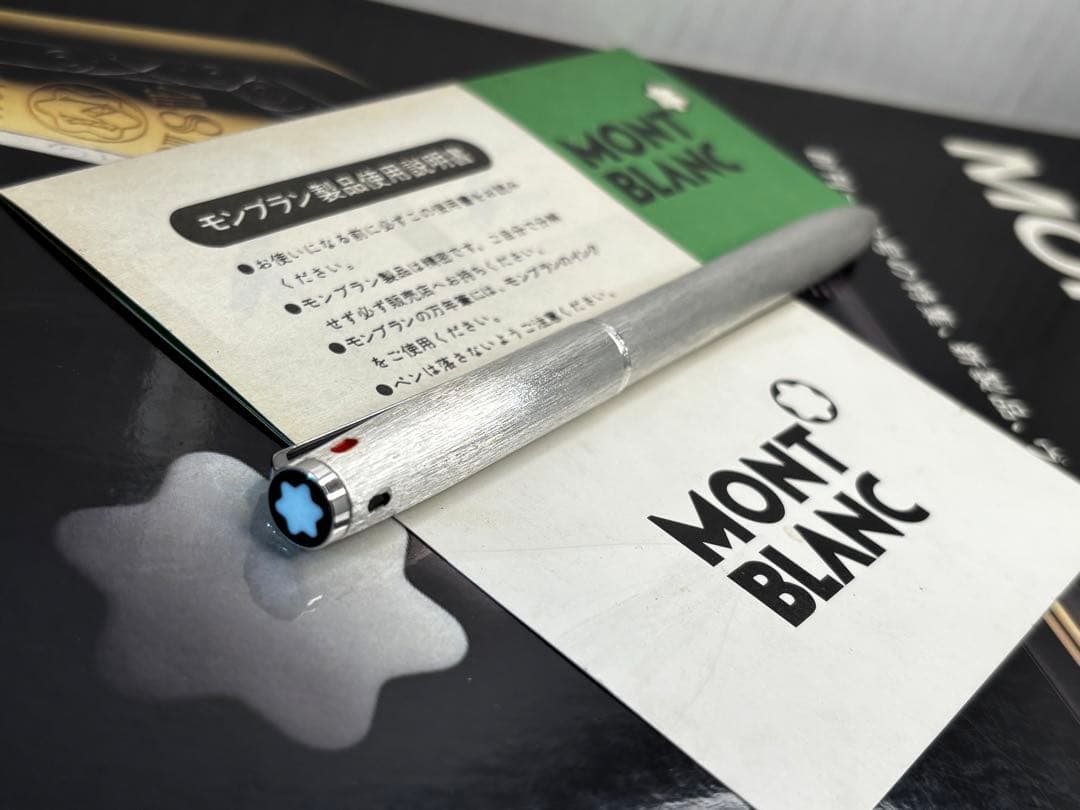 モンブラン製品使用説明書
●お使いになる前に必ずこの使用書をお読み
ください。
●モンブラン製品は精密です。ご自分で分解
せず必ず販売店へお持ちください。
●モンブランの万年筆には、モンブランのインク
をご使用ください。
●ペンは落さないようご注意ください。
MONT
BLANC
MONT
BLANC